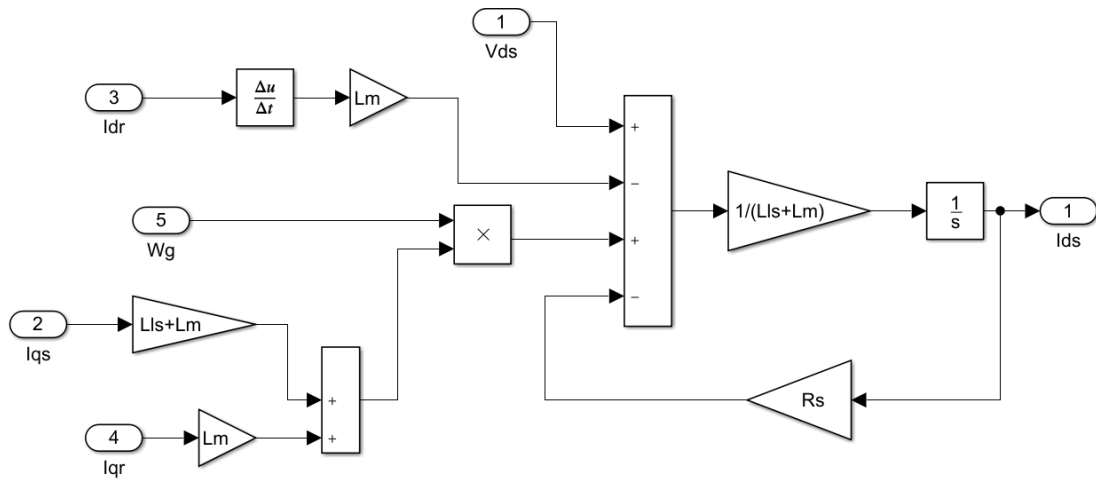 1
Vds
3
Idr
Δu
Δt
Lm
+
−
+
−
5
Wg
×
1/(Lls+Lm)
1
s
1
Ids
2
Iqs
Lls+Lm
+
+
4
Iqr
Lm
Rs